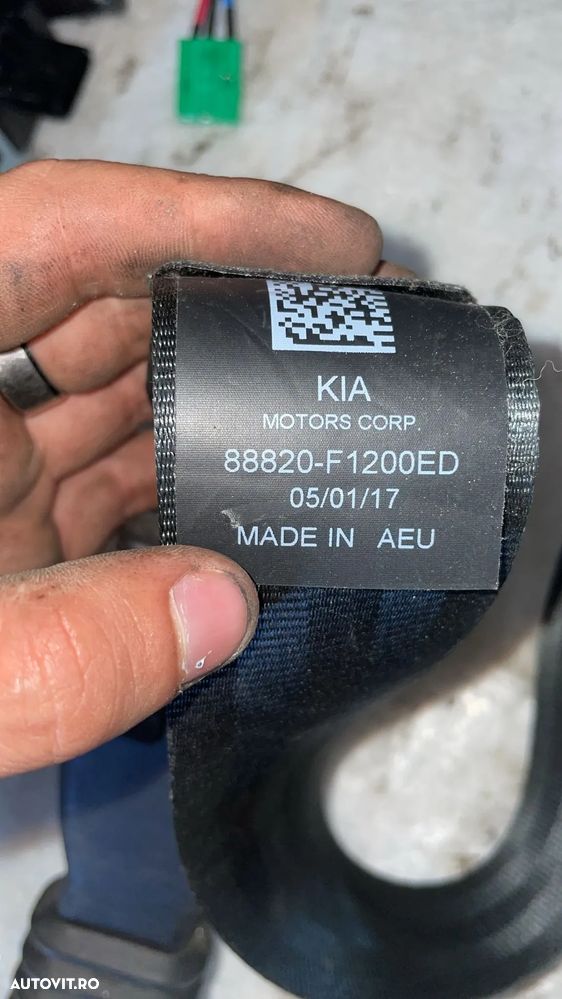 KIA
MOTORS CORP.
88820-F1200ED
05/01/17
MADE IN AEU
AUTOVIT.RO